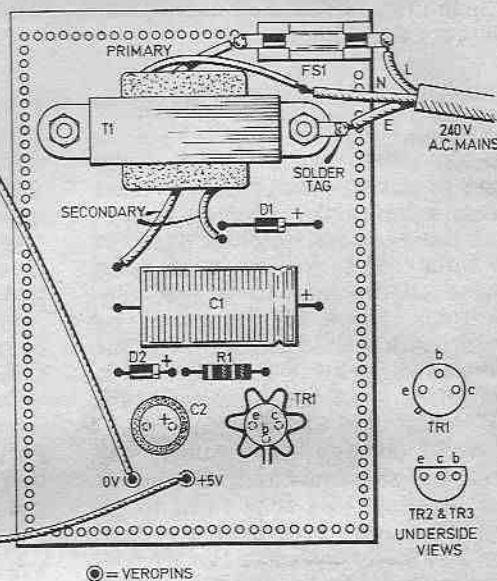 PRIMARY
FS1
L
N
E
240V
A.C. MAINS
T1
SOLDER
TAG
SECONDARY
D1
+
C1
+
D2
+
R1
C2
+
TR1
e c
b
b
e c
TR1
0V
+5V
e c b
TR2 & TR3
UNDERSIDE
VIEWS
= VEROPINS